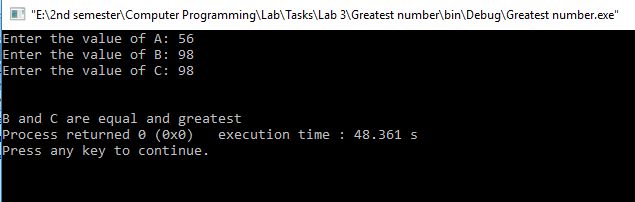 "E:\2nd semester\Computer Programming\Lab\Tasks\Lab 3\Greatest number\bin\Debug\Greatest number.exe"
Enter the value of A: 56
Enter the value of B: 98
Enter the value of C: 98
B and C are equal and greatest
Process returned 0 (0x0)   execution time : 48.361 s
Press any key to continue.